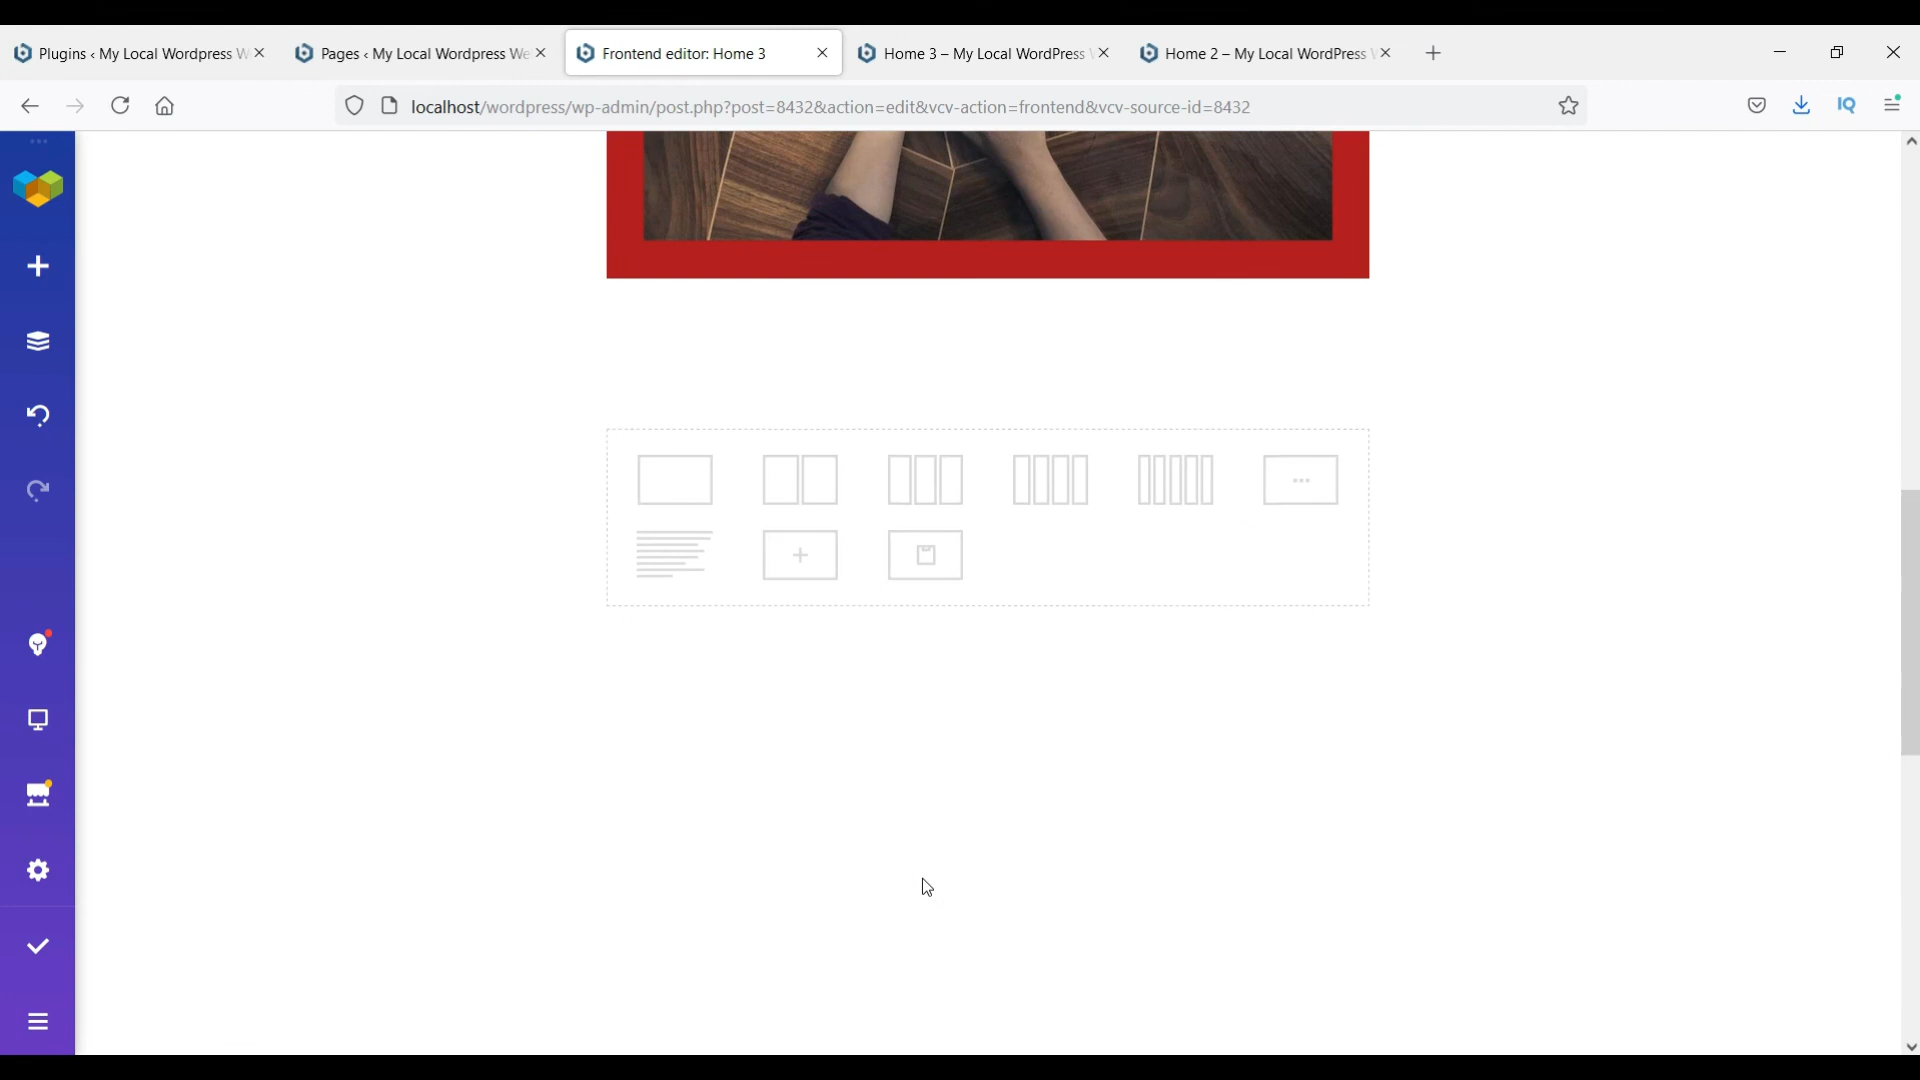 Plugins ‹ My Local Wordpress W
Pages ‹ My Local Wordpress We
Frontend editor: Home 3
Home 3 – My Local WordPress
Home 2 – My Local WordPress
localhost/wordpress/wp-admin/post.php?post=8432&action=edit&vcv-action=frontend&vcv-source-id=8432
IQ